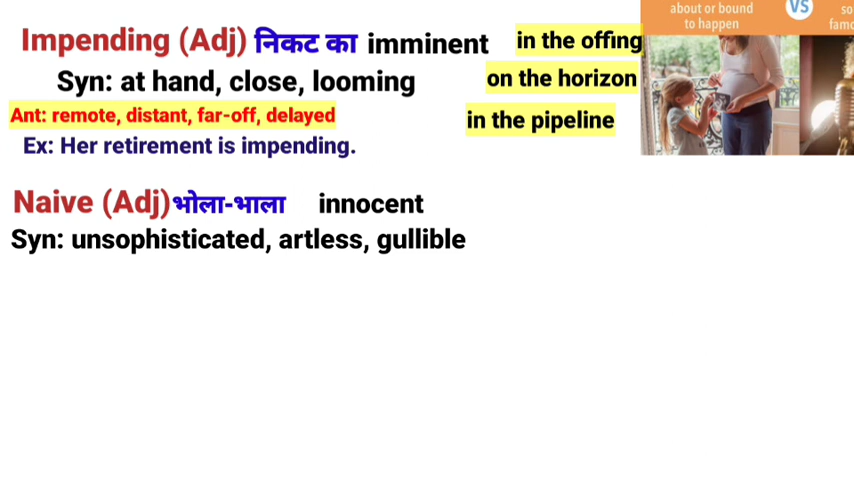 Impending (Adj) निकट का imminent in the offing
Syn: at hand, close, looming on the horizon
Ant: remote, distant, far-off, delayed in the pipeline
Ex: Her retirement is impending.
Naive (Adj) भोला-भाला innocent
Syn: unsophisticated, artless, gullible
about or bound
to happen
VS